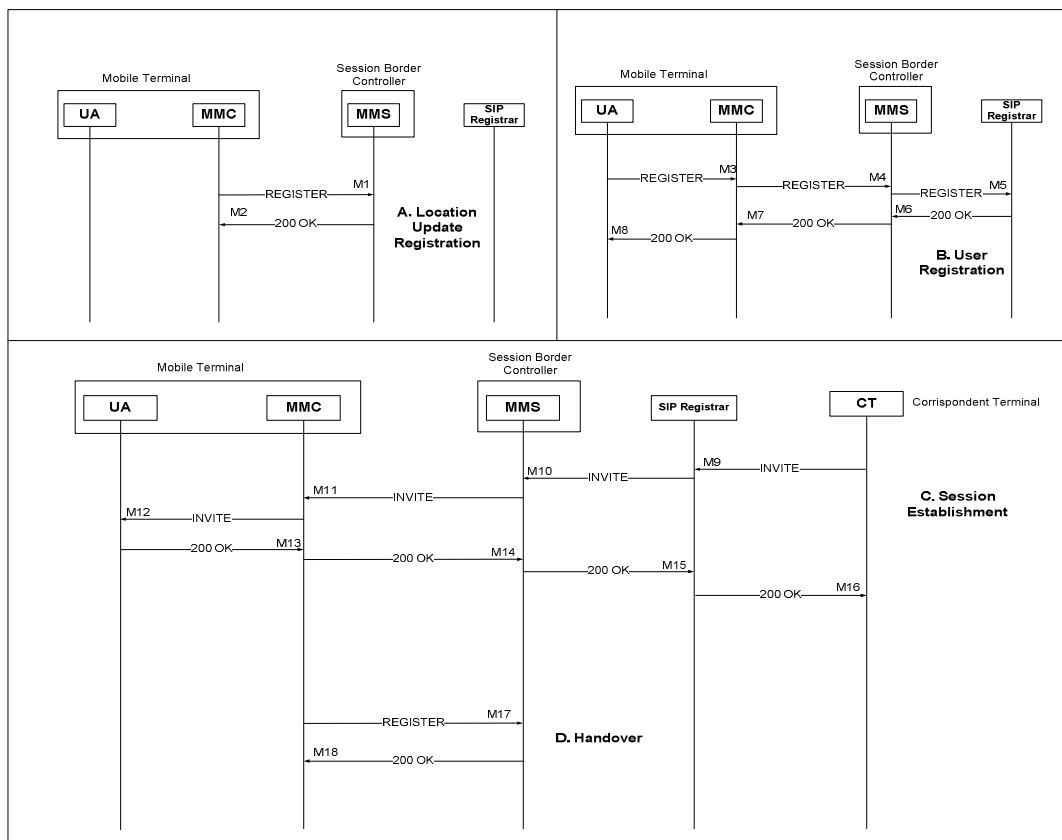 Mobile Terminal
Session Border
Controller
UA
MMC
MMS
SIP
Registrar
M1
REGISTER
M2
200 OK
A. Location
Update
Registration
Mobile Terminal
Session Border
Controller
UA
MMC
MMS
SIP
Registrar
M3
REGISTER
M4
REGISTER
M5
REGISTER
M6
200 OK
M7
200 OK
M8
200 OK
B. User
Registration
Mobile Terminal
Session Border
Controller
UA
MMC
MMS
SIP Registrar
CT
Corrispondent Terminal
M9
INVITE
M10
INVITE
M11
INVITE
M12
INVITE
C. Session
Establishment
200 OK
M13
200 OK
M14
200 OK
M15
200 OK
M16
REGISTER
M17
D. Handover
M18
200 OK